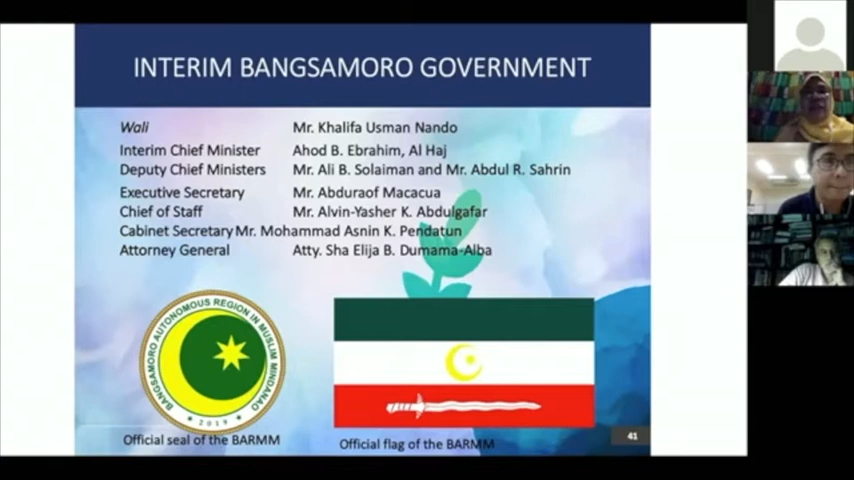 INTERIM BANGSAMORO GOVERNMENT
Wali Mr. Khalifa Usman Nando
Interim Chief Minister Ahod B. Ebrahim, Al Haj
Deputy Chief Ministers Mr. Ali B. Solaiman and Mr. Abdul R. Sahrin
Executive Secretary Mr. Abduraof Macacua
Chief of Staff Mr. Alvin-Yasher K. Abdulgafar
Cabinet Secretary Mr. Mohammad Asnin K. Pendatun
Attorney General Atty. Sha Elija B. Dumama-Alba
BANGSAMORO AUTONOMOUS REGION IN MUSLIM MINDANAO
2019
Official seal of the BARMM
Official flag of the BARMM
41